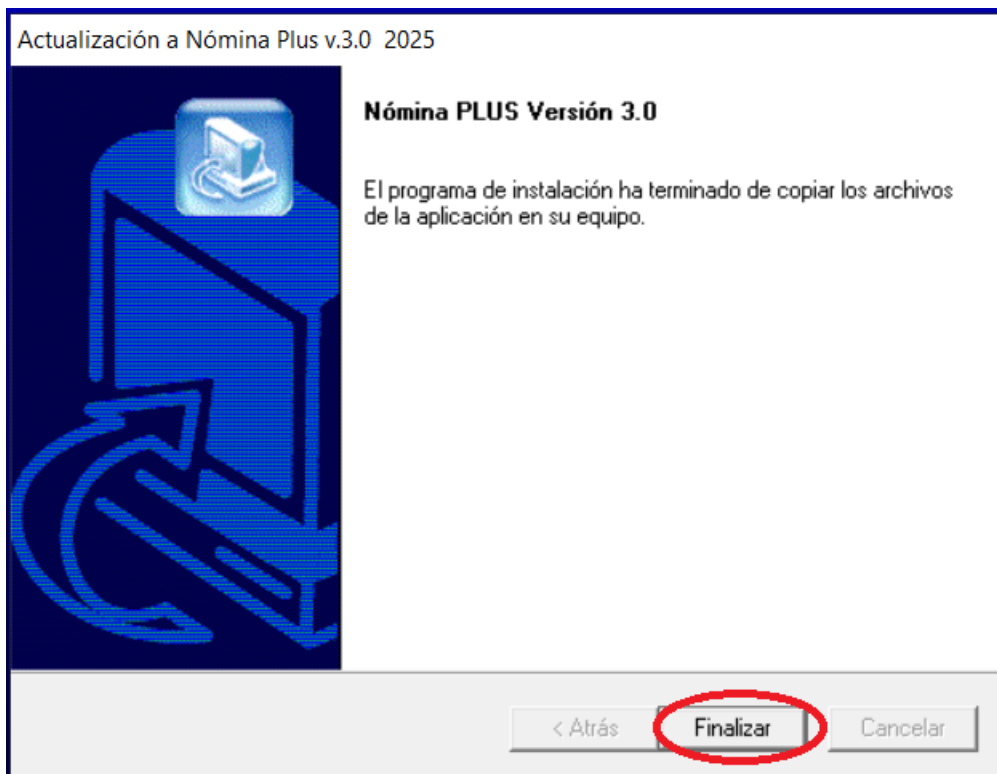 Actualización a Nómina Plus v.3.0  2025
Nómina PLUS Versión 3.0
El programa de instalación ha terminado de copiar los archivos
de la aplicación en su equipo.
< Atrás
Finalizar
Cancelar